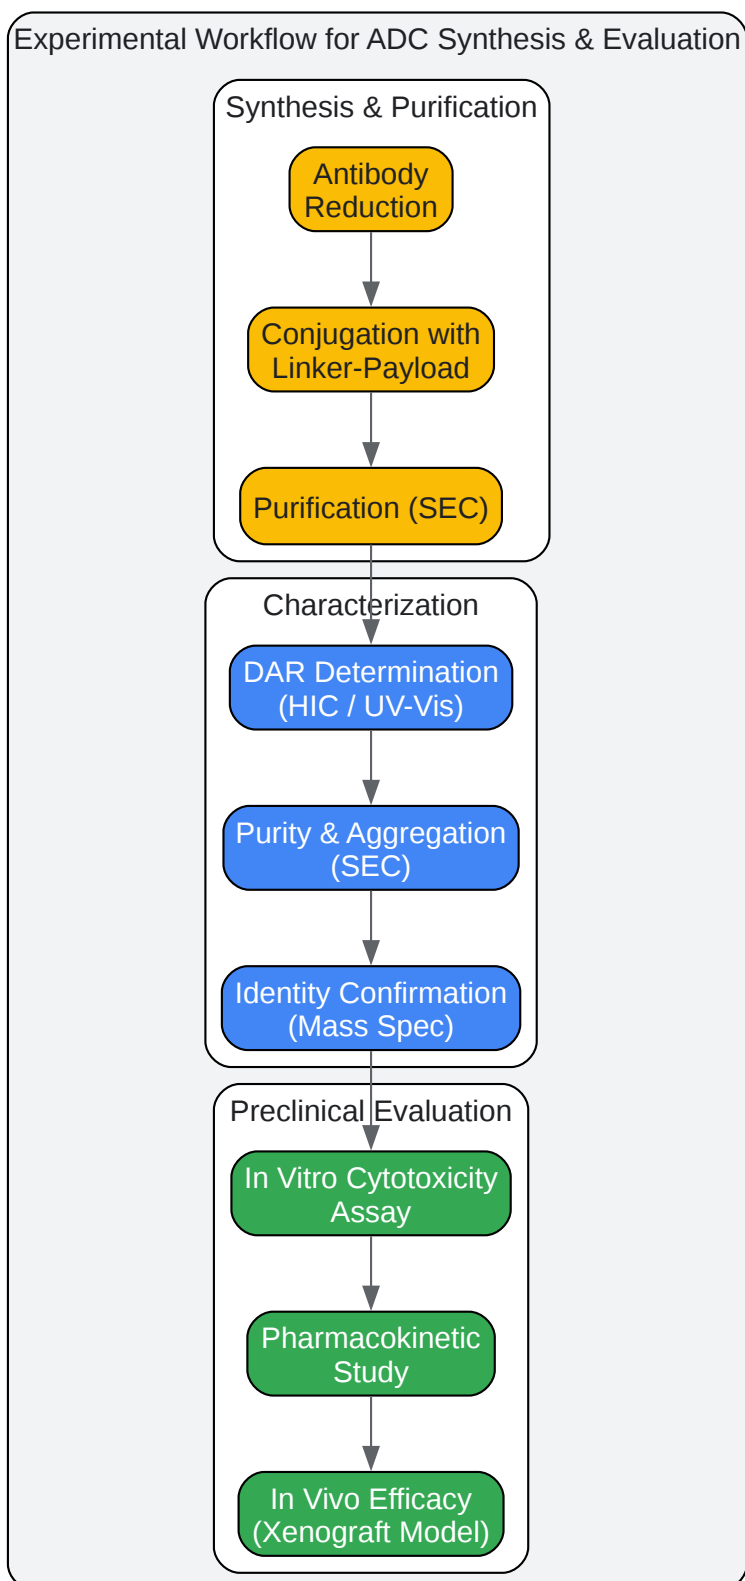 Experimental Workflow for ADC Synthesis & Evaluation
Synthesis & Purification
Antibody
Reduction
Conjugation with
Linker-Payload
Purification (SEC)
Characterization
DAR Determination
(HIC / UV-Vis)
Purity & Aggregation
(SEC)
Identity Confirmation
(Mass Spec)
Preclinical Evaluation
In Vitro Cytotoxicity
Assay
Pharmacokinetic
Study
In Vivo Efficacy
(Xenograft Model)